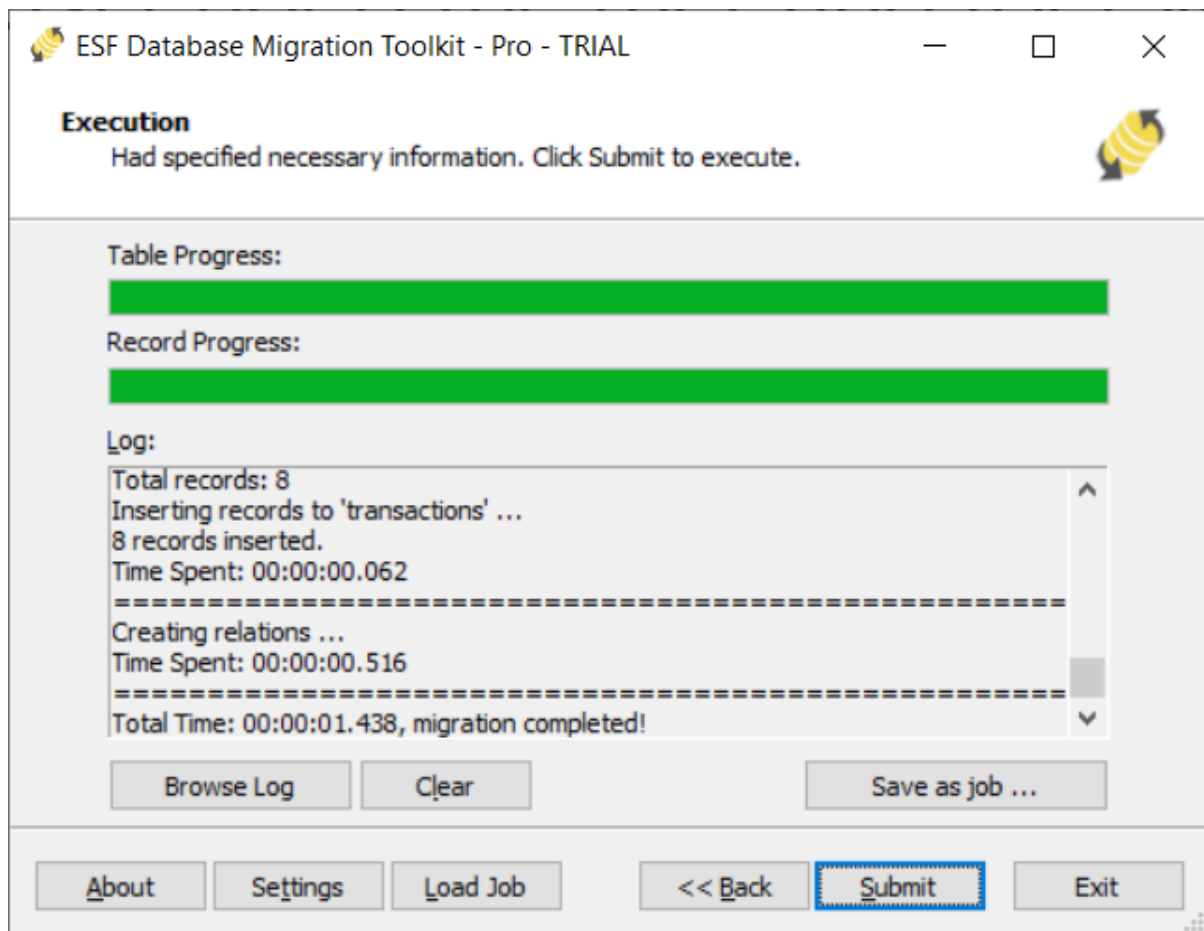 ESF Database Migration Toolkit - Pro - TRIAL
Execution
Had specified necessary information. Click Submit to execute.
Table Progress:
Record Progress:
Log:
Total records: 8
Inserting records to 'transactions' ...
8 records inserted.
Time Spent: 00:00:00.062
===================================================
Creating relations ...
Time Spent: 00:00:00.516
===================================================
Total Time: 00:00:01.438, migration completed!
Browse Log Clear Save as job ...
About Settings Load Job << Back Submit Exit